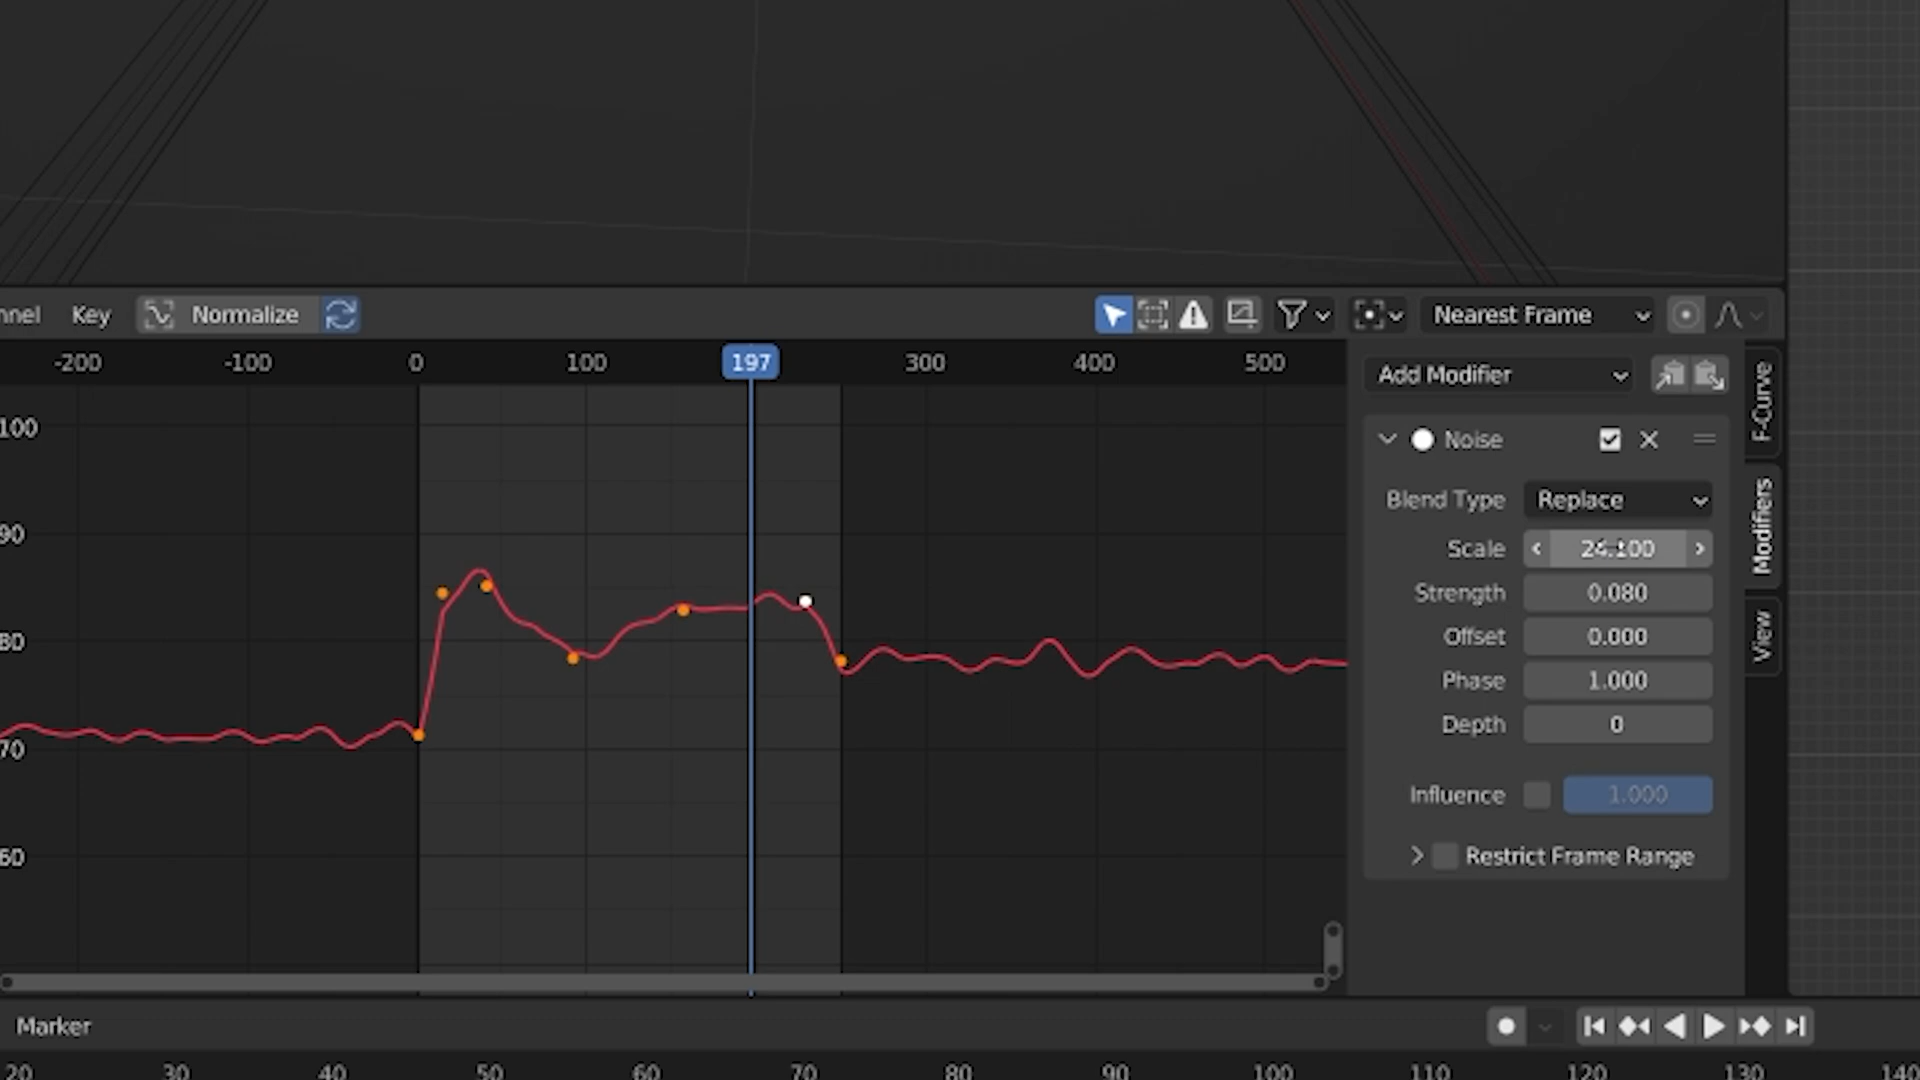 nnel Key Normalize Nearest Frame
-200 -100 0 100 197 300 400 500
Add Modifier
F-Curve
100
Noise
Blend Type Replace
Modifiers
90
Scale 24.100
Strength 0.080
View
80
Offset 0.000
Phase 1.000
Depth 0
70
Influence 1.000
60
Restrict Frame Range
Marker
20 30 40 50 60 70 80 90 100 110 120 130 140